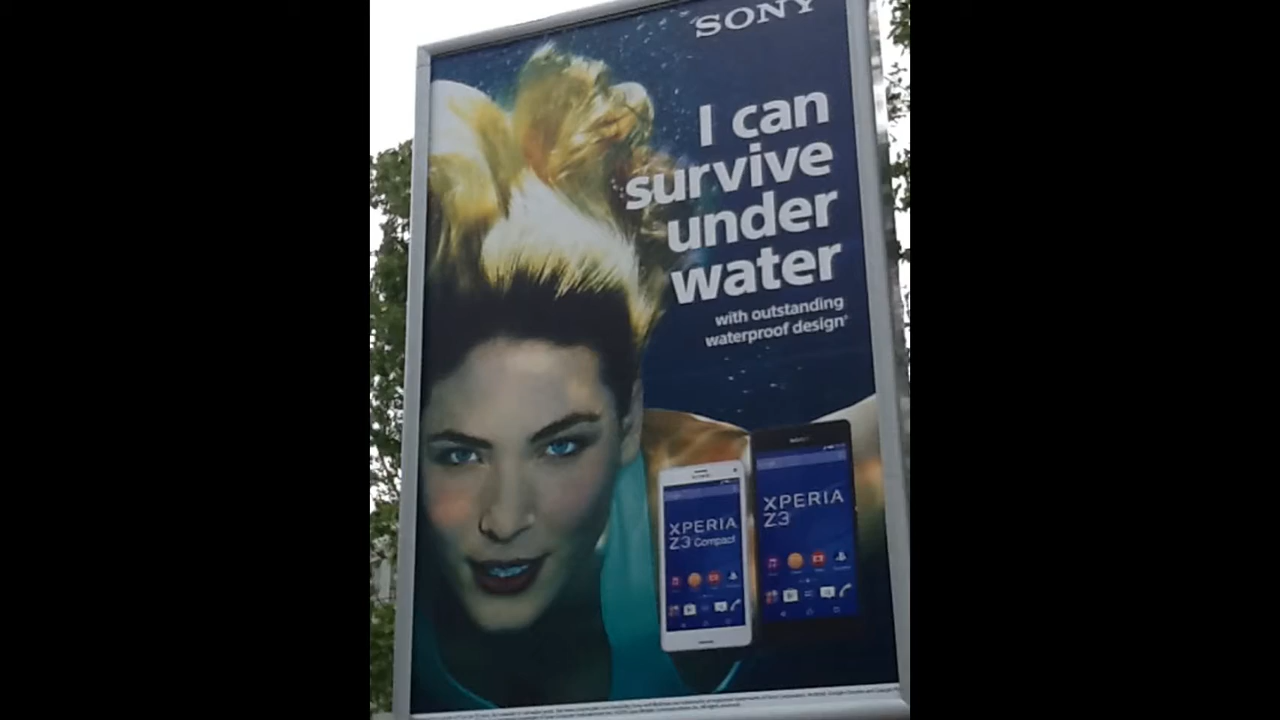 SONY
I can
survive
under
water
with outstanding
waterproof design*
XPERIA
Z3 Compact
XPERIA
Z3